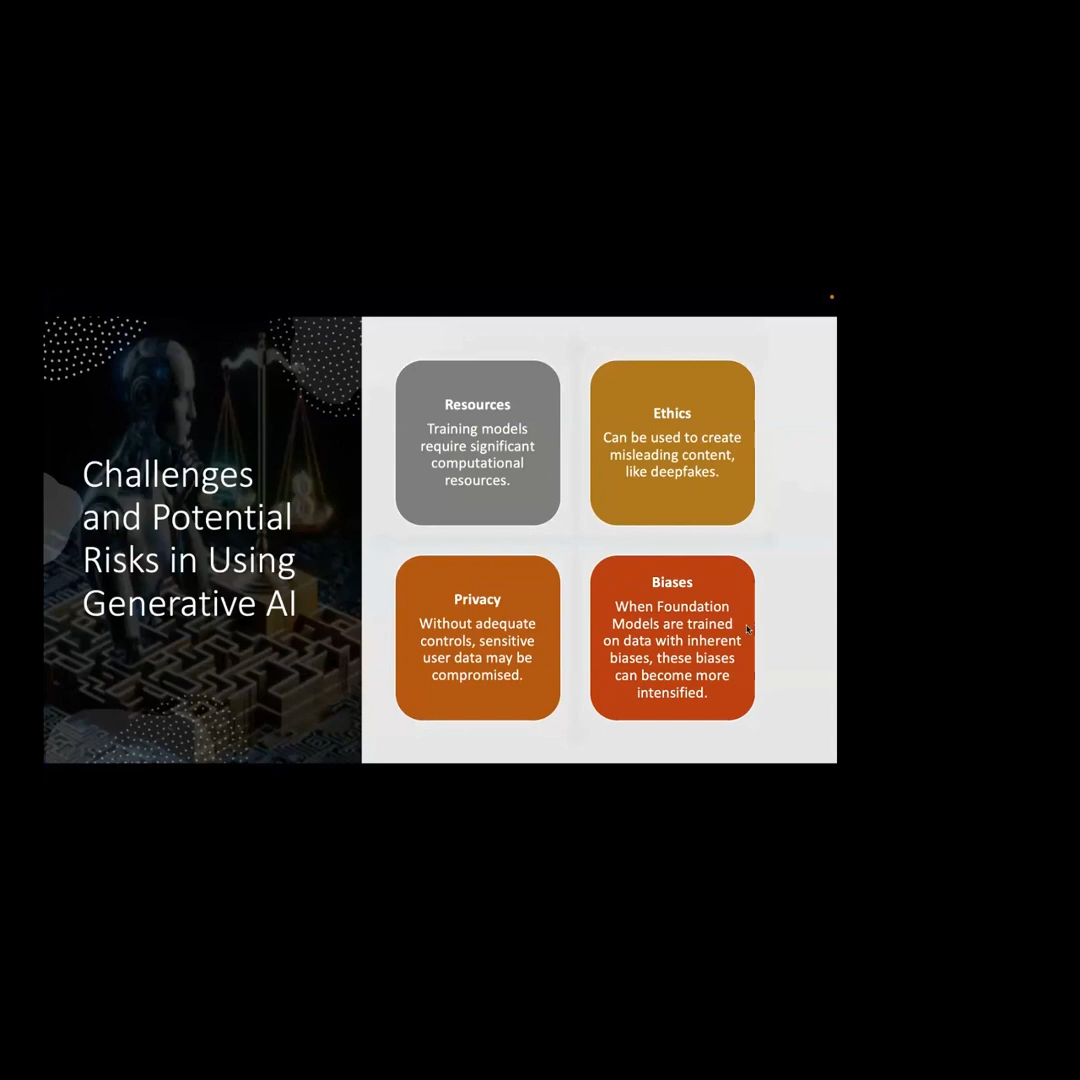 Challenges
and Potential
Risks in Using
Generative AI
Resources
Training models
require significant
computational
resources.
Ethics
Can be used to create
misleading content,
like deepfakes.
Privacy
Without adequate
controls, sensitive
user data may be
compromised.
Biases
When Foundation
Models are trained
on data with inherent
biases, these biases
can become more
intensified.